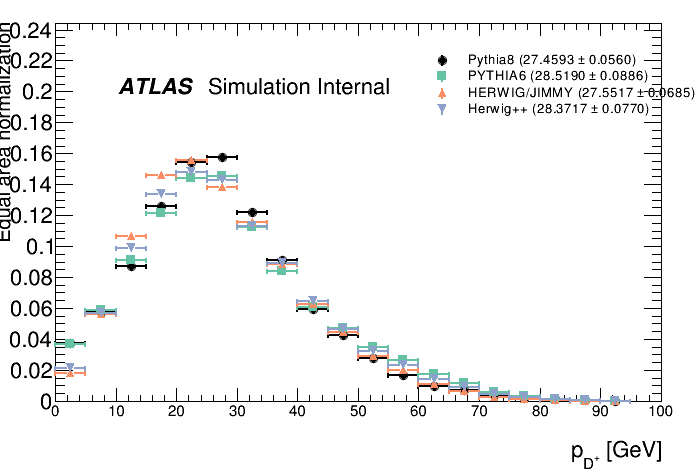 Equal area normalization
0.24
0.22
0.2
0.18
0.16
0.14
0.12
0.1
0.08
0.06
0.04
0.02
0
ATLAS Simulation Internal
Pythia8 (27.4593 ± 0.0560)
PYTHIA6 (28.5190 ± 0.0886)
HERWIG/JIMMY (27.5517 ± 0.0685)
Herwig++ (28.3717 ± 0.0770)
0 10 20 30 40 50 60 70 80 90 100
p_D⁺ [GeV]